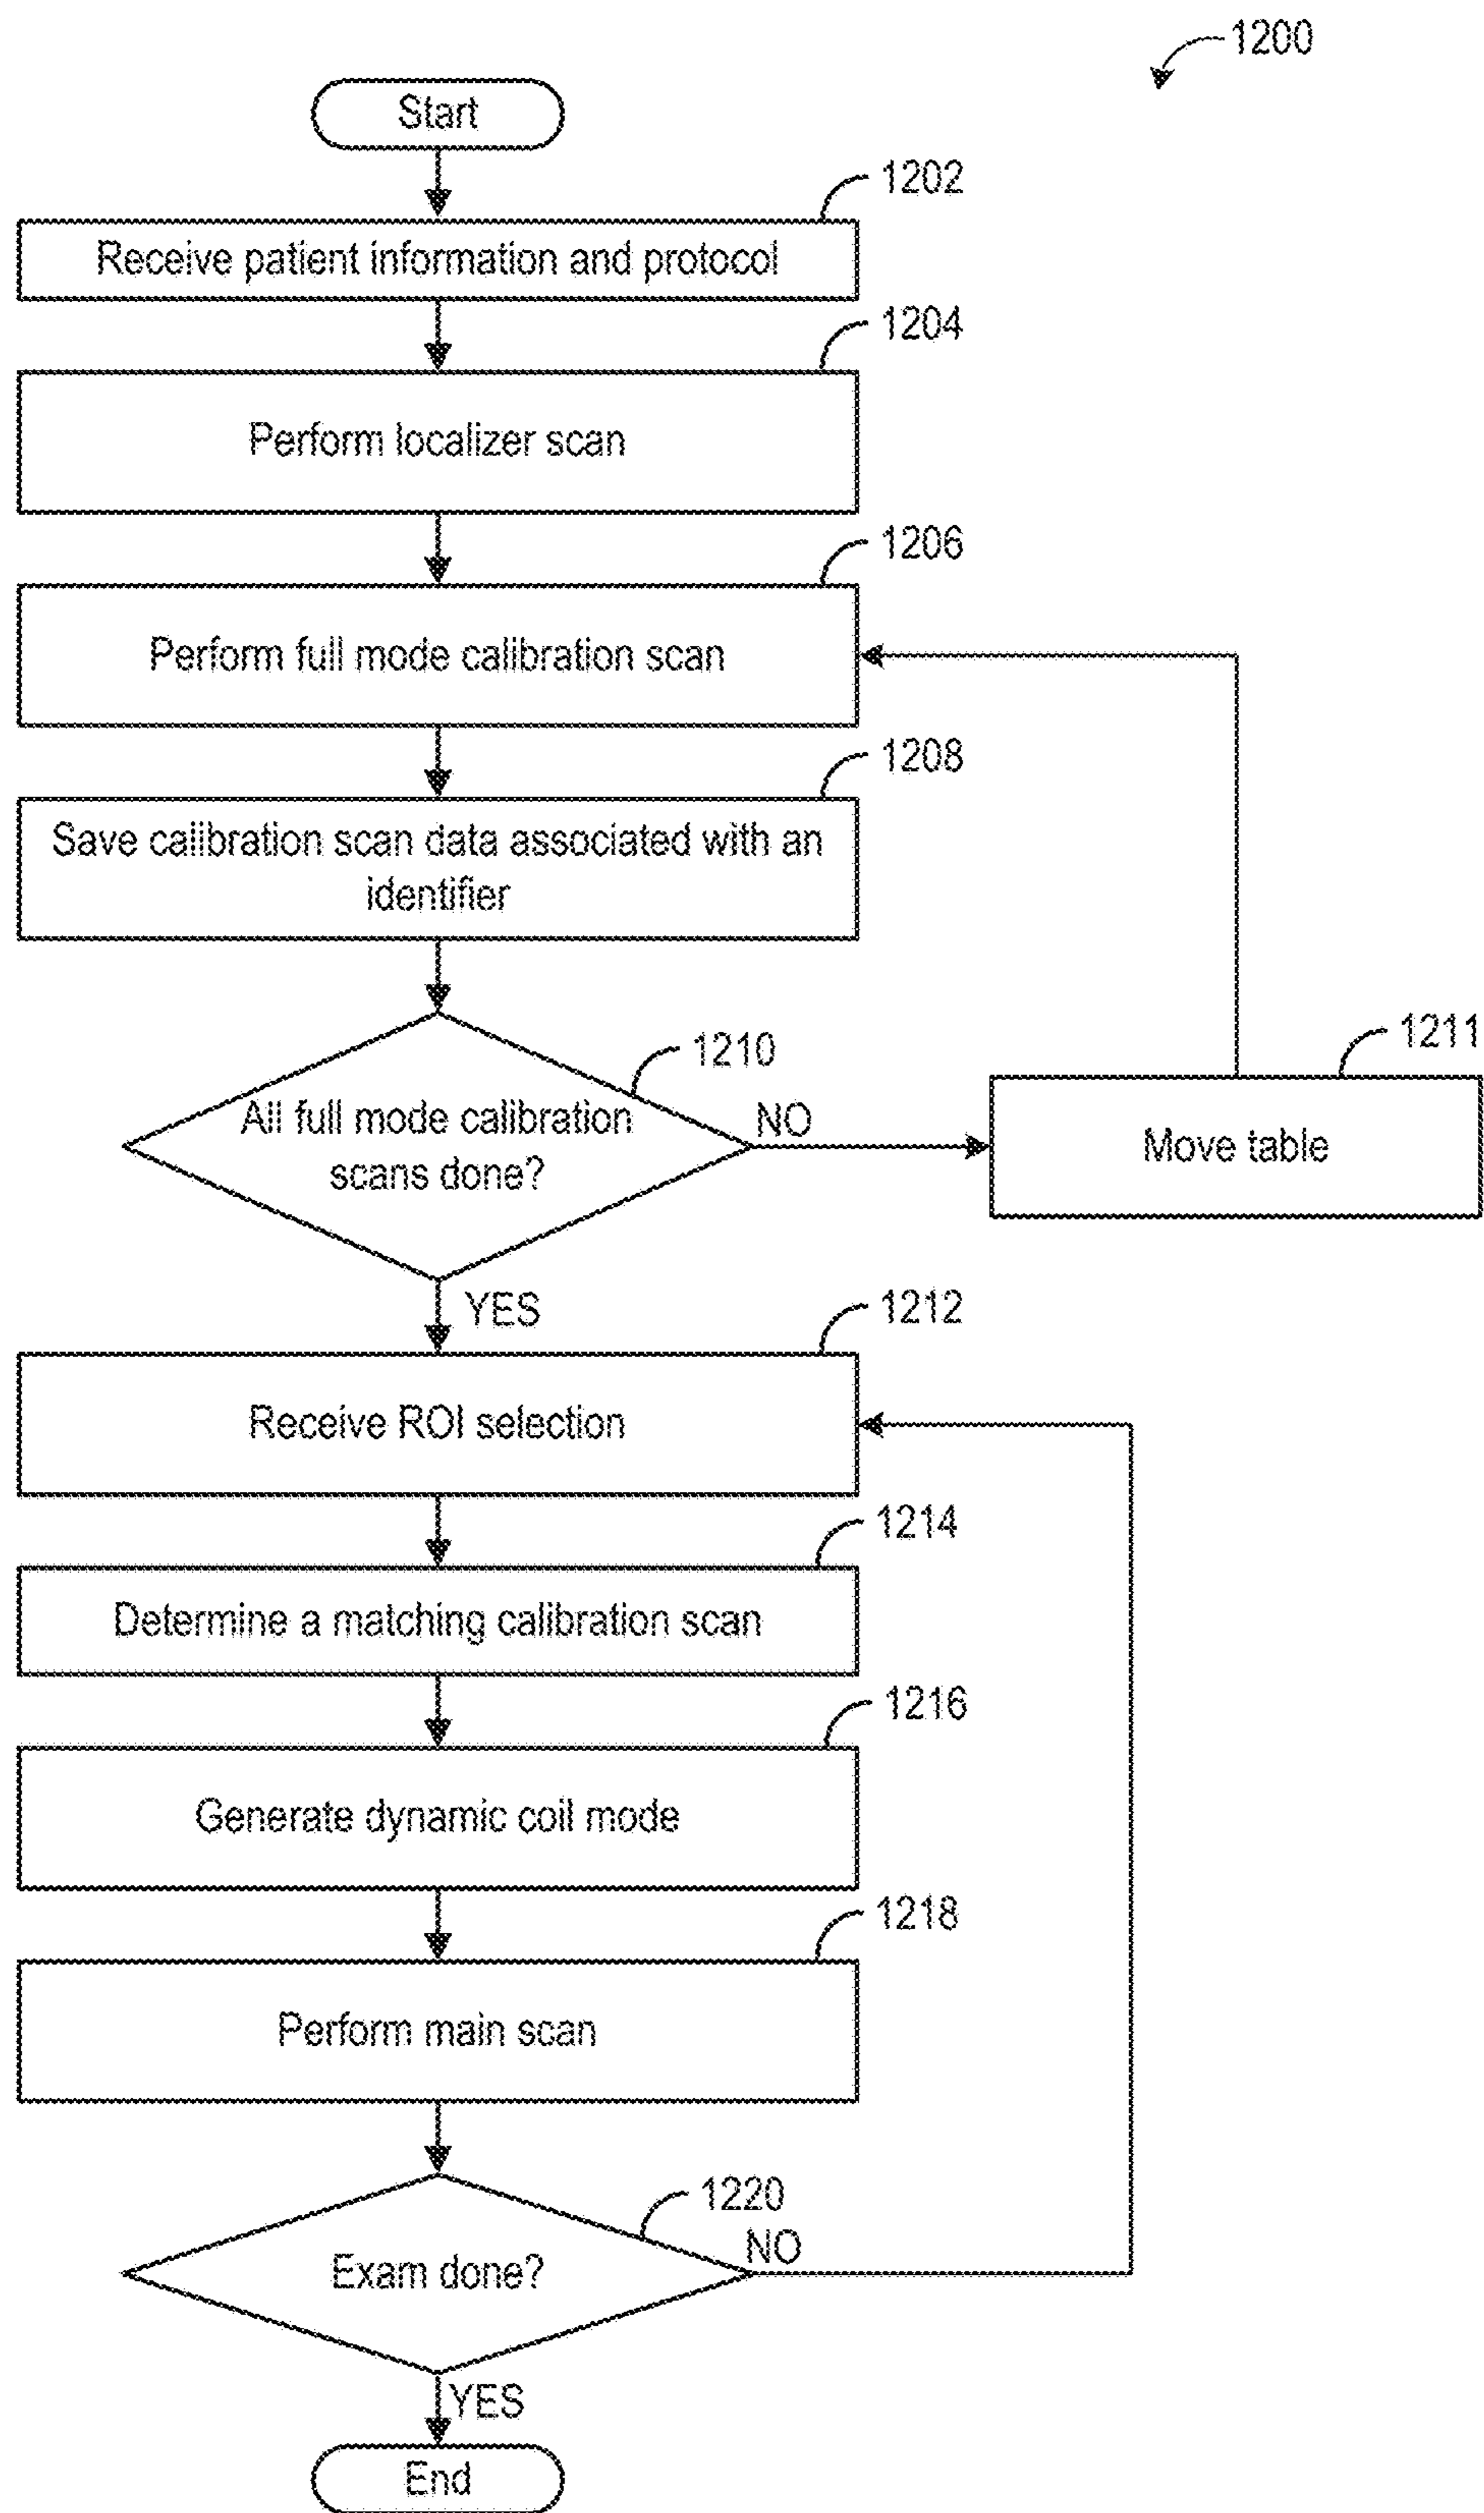 1200
Start
1202
Receive patient information and protocol
1204
Perform localizer scan
1206
Perform full mode calibration scan
1208
Save calibration scan data associated with an
identifier
1210
All full mode calibration
scans done?
NO
1211
Move table
YES
1212
Receive ROI selection
1214
Determine a matching calibration scan
1216
Generate dynamic coil mode
1218
Perform main scan
1220
Exam done?
NO
YES
End